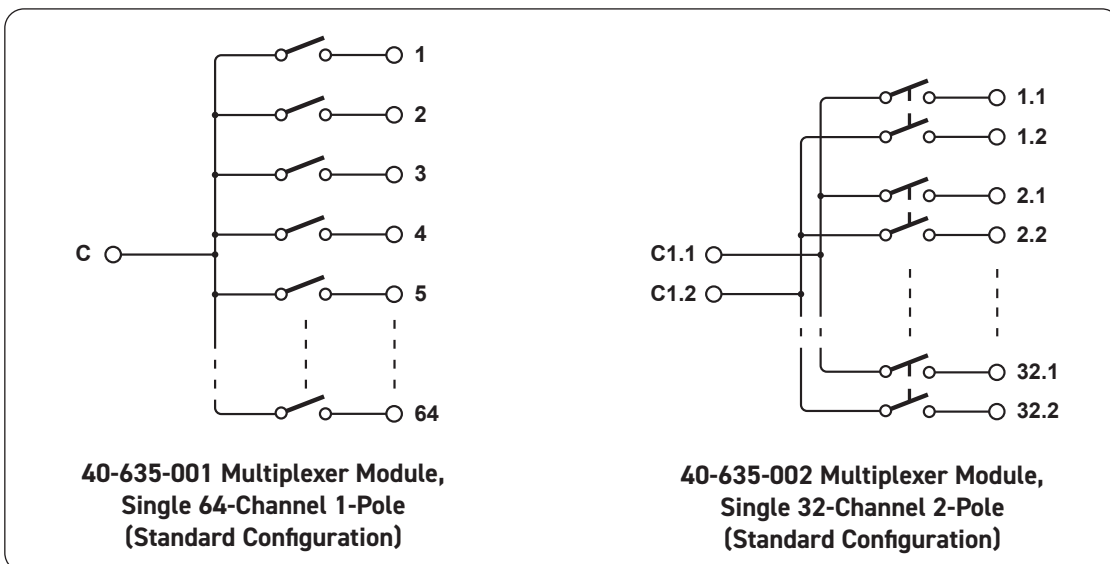 1
2
3
4
C
5
64
40-635-001 Multiplexer Module,
Single 64-Channel 1-Pole
(Standard Configuration)
1.1
1.2
2.1
2.2
C1.1
C1.2
32.1
32.2
40-635-002 Multiplexer Module,
Single 32-Channel 2-Pole
(Standard Configuration)